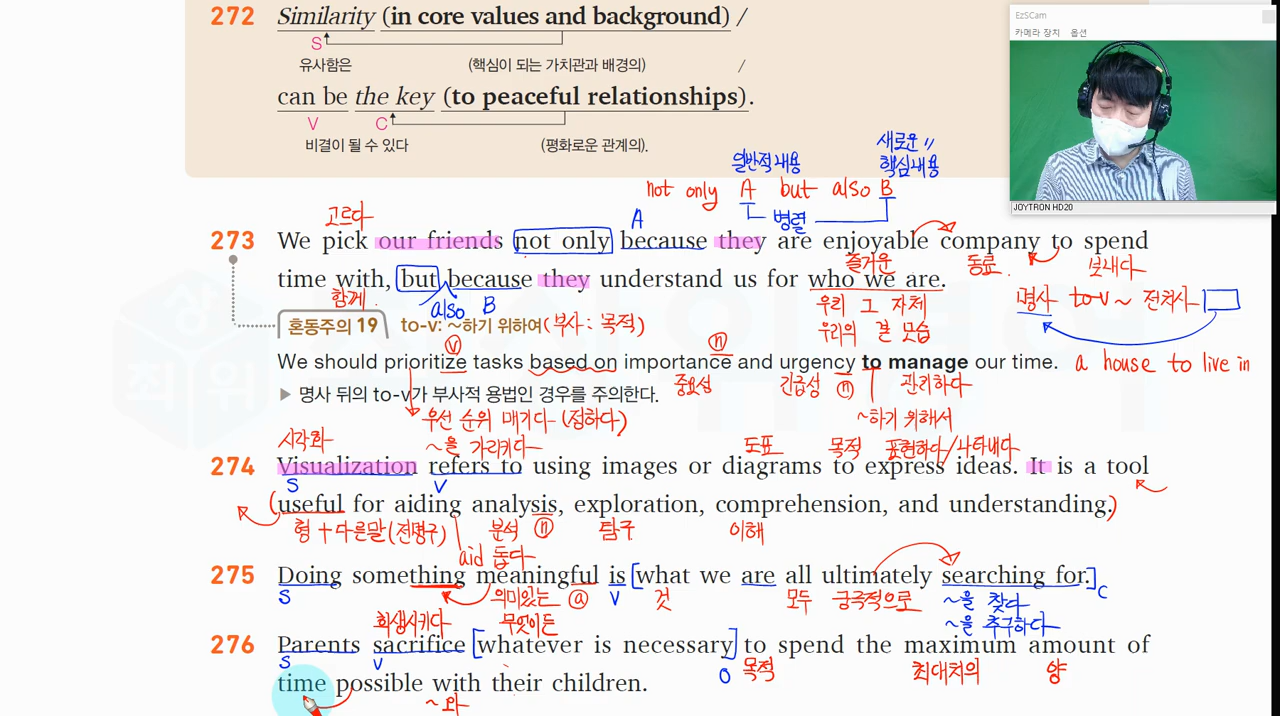 272 Similarity (in core values and background) /
S
유사함은 (핵심이 되는 가치관과 배경의) /
can be the key (to peaceful relationships).
V C
비결이 될 수 있다 (평화로운 관계의).
EzSCam
카메라 장치 옵션
JOYTRON HD20
일반적 내용 새로운 〃
핵심내용
not only A but also B
병렬
고르다 A
273 We pick our friends not only because they are enjoyable company to spend
즐거운 동료 보내다
time with, but because they understand us for who we are.
함께 also B 우리 그 자체 명사 to-v ~ 전치사
우리의 본 모습
혼동주의 19 to-v: ~하기 위하여 (부사 : 목적)
ⓥ ⓝ
We should prioritize tasks based on importance and urgency to manage our time. a house to live in
중요성 긴급성 ⓝ 관리하다
▶ 명사 뒤의 to-v가 부사적 용법인 경우를 주의한다.
우선 순위 매기다 (정하다) ~하기 위해서
시각화 ~을 가리키다 도표 목적 표현하다/나타내다
274 Visualization refers to using images or diagrams to express ideas. It is a tool
S V
(useful for aiding analysis, exploration, comprehension, and understanding.)
형 + 다른말 (전명구) 분석 ⓝ 탐구 이해
aid 돕다
275 Doing something meaningful is [what we are all ultimately searching for.]
S 의미있는 ⓐ V 것 모두 궁극적으로 ~을 찾다 C
희생시키다 무엇이든 ~을 추구하다
276 Parents sacrifice [whatever is necessary] to spend the maximum amount of
S V O 목적 최대치의 양
time possible with their children.
~와